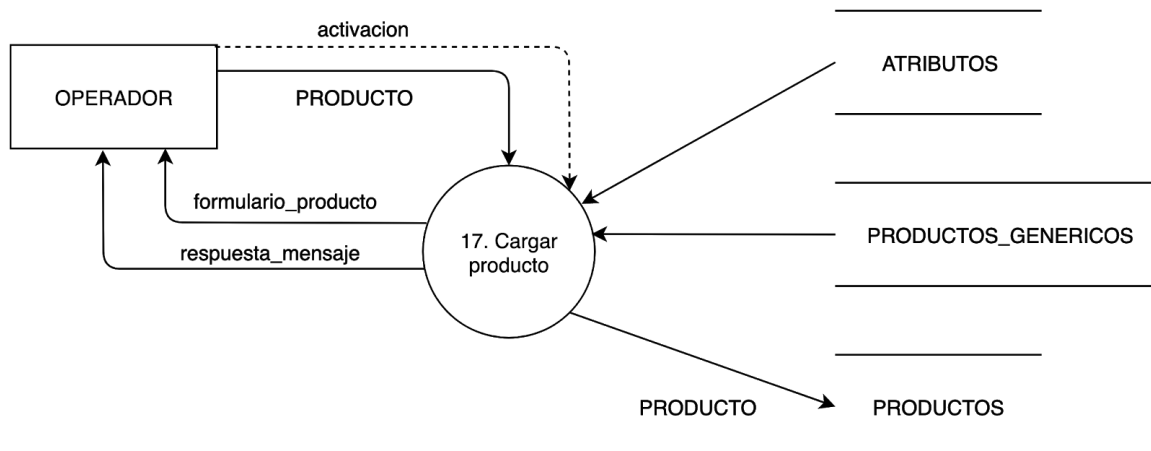 activacion
ATRIBUTOS
OPERADOR
PRODUCTO
formulario_producto
17. Cargar
producto
PRODUCTOS_GENERICOS
respuesta_mensaje
PRODUCTO
PRODUCTOS